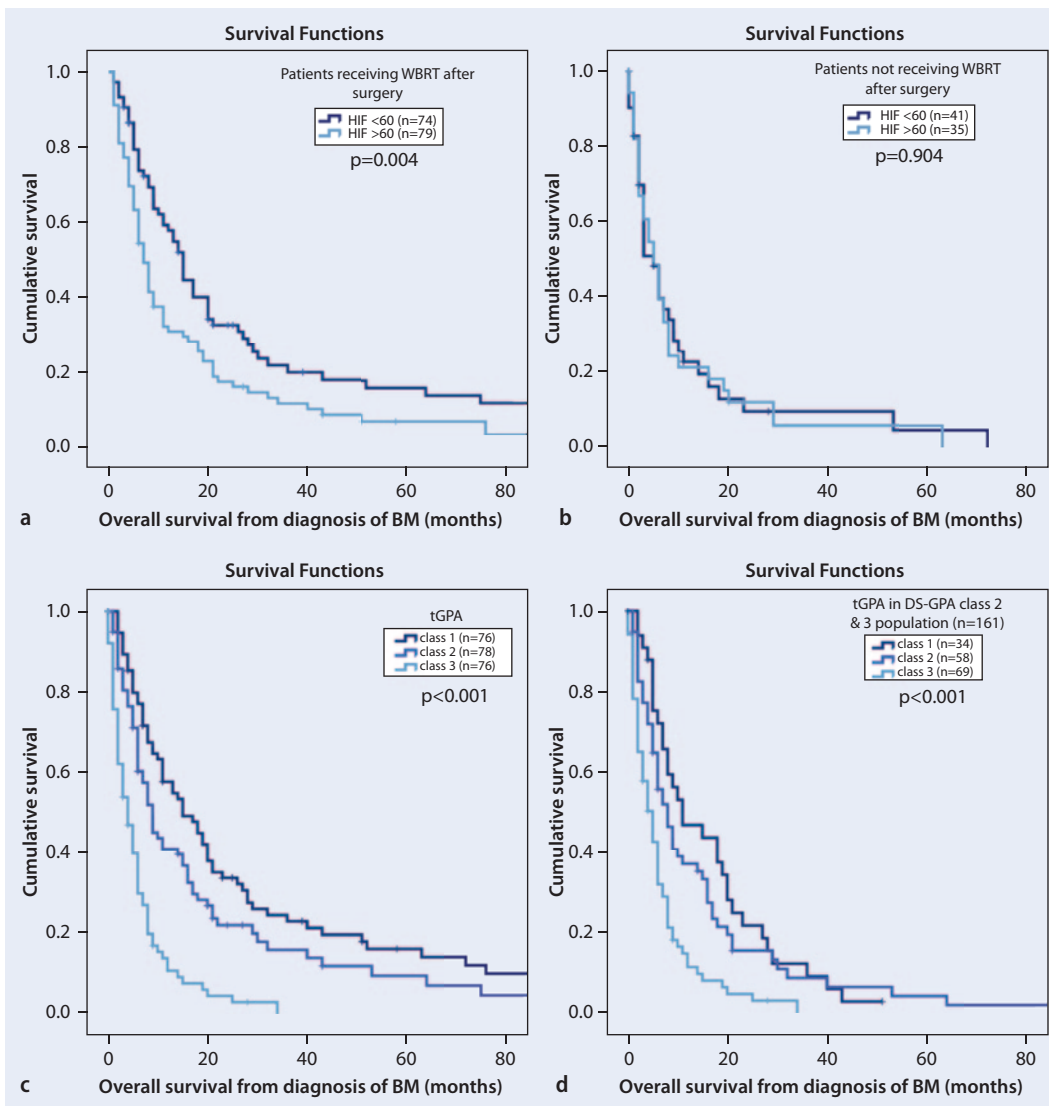 Survival Functions
Patients receiving WBRT after
surgery
HIF <60 (n=74)
HIF >60 (n=79)
p=0.004
Cumulative survival
1.0
0.8
0.6
0.4
0.2
0.0
0 20 40 60 80
a Overall survival from diagnosis of BM (months)
Survival Functions
Patients not receiving WBRT
after surgery
HIF <60 (n=41)
HIF >60 (n=35)
p=0.904
Cumulative survival
1.0
0.8
0.6
0.4
0.2
0.0
0 20 40 60 80
b Overall survival from diagnosis of BM (months)
Survival Functions
tGPA
class 1 (n=76)
class 2 (n=78)
class 3 (n=76)
p<0.001
Cumulative survival
1.0
0.8
0.6
0.4
0.2
0.0
0 20 40 60 80
c Overall survival from diagnosis of BM (months)
Survival Functions
tGPA in DS-GPA class 2
& 3 population (n=161)
class 1 (n=34)
class 2 (n=58)
class 3 (n=69)
p<0.001
Cumulative survival
1.0
0.8
0.6
0.4
0.2
0.0
0 20 40 60 80
d Overall survival from diagnosis of BM (months)